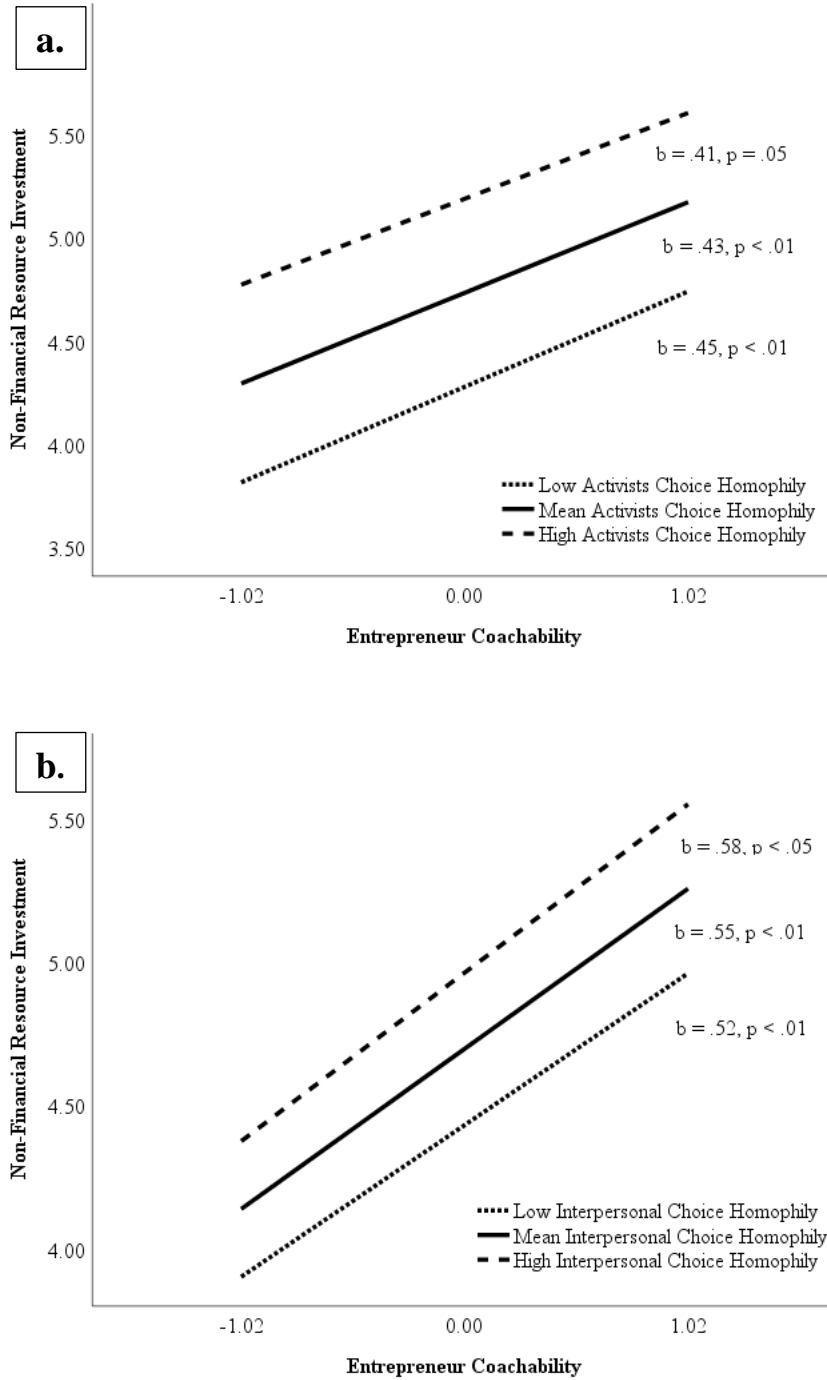 a.
Non-Financial Resource Investment
5.50
5.00
4.50
4.00
3.50
b = .41, p = .05
b = .43, p < .01
b = .45, p < .01
Low Activists Choice Homophily
Mean Activists Choice Homophily
High Activists Choice Homophily
-1.02 0.00 1.02
Entrepreneur Coachability
b.
Non-Financial Resource Investment
5.50
5.00
4.50
4.00
b = .58, p < .05
b = .55, p < .01
b = .52, p < .01
Low Interpersonal Choice Homophily
Mean Interpersonal Choice Homophily
High Interpersonal Choice Homophily
-1.02 0.00 1.02
Entrepreneur Coachability